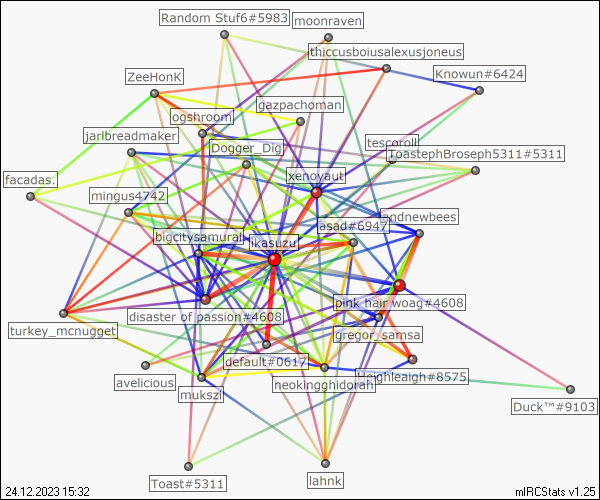 Random Stuf6#5983
moonraven
thiccusboiusalexusjoneus
ZeeHonK
Knowun#6424
gazpachoman
ogshroom
jarlbreadmaker
tescoroll
Dogger_Dig
ToastephBroseph5311#5311
xenoyaut
facadas.
mingus4742
landnewbees
asad#6947
bigcitysamurai
ikasuzu
pink hair woag#4608
disaster of passion#4608
turkey_mcnugget
gregor_samsa
default#0617
Heighleigh#8575
avelicious
neokingghidorah
mukszi
Duck™#9103
Toast#5311
lahnk
24.12.2023 15:32
mIRCStats v1.25